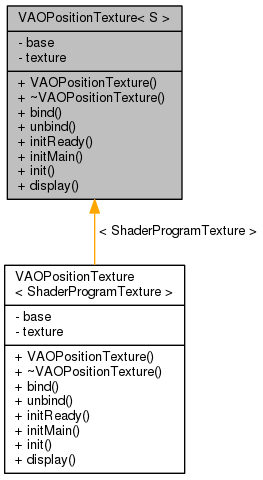 VAOPositionTexture< S >
- base
- texture
+ VAOPositionTexture()
+ ~VAOPositionTexture()
+ bind()
+ unbind()
+ initReady()
+ initMain()
+ init()
+ display()
< ShaderProgramTexture >
VAOPositionTexture
< ShaderProgramTexture >
- base
- texture
+ VAOPositionTexture()
+ ~VAOPositionTexture()
+ bind()
+ unbind()
+ initReady()
+ initMain()
+ init()
+ display()